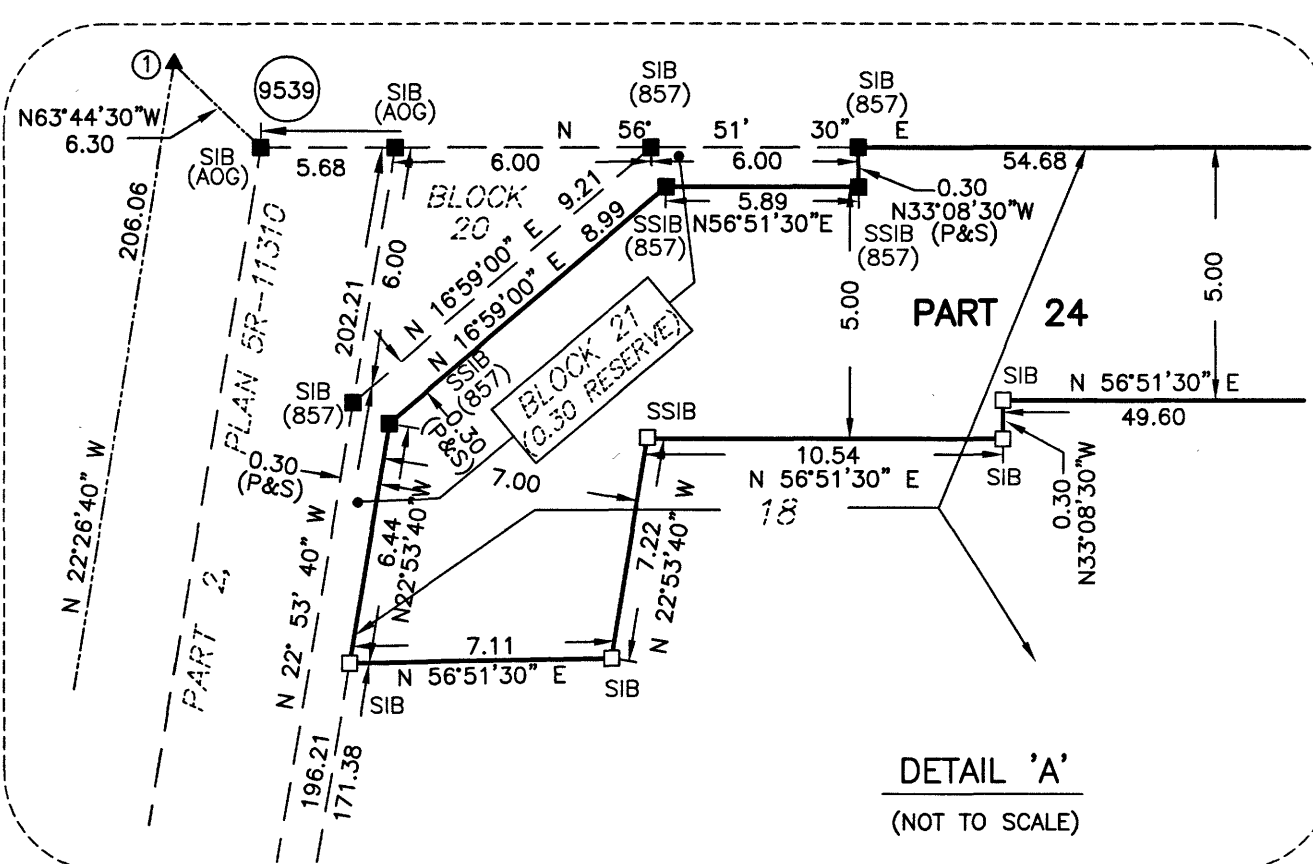 1
9539
SIB
(AOG)
SIB
(857)
SIB
(857)
N63°44'30"W
6.30
SIB
(AOG)
5.68
N 56° 51' 30" E
6.00
6.00
54.68
BLOCK
20
0.30
N33°08'30"W
(P&S)
5.89
N56°51'30"E
SSIB
(857)
SSIB
(857)
206.06
N 22°26'40" W
PART 2, PLAN 5R-11310
202.21
6.00
N 16°59'00" E 9.21
N 16°59'00" E 8.99
5.00
PART 24
5.00
SIB
(857)
SSIB
(857)
0.30
(P&S)
BLOCK 21
(0.30 RESERVE)
SSIB
SIB
N 56°51'30" E
49.60
0.30
(P&S)
7.00
10.54
N 56°51'30" E
SIB
18
0.30
N33°08'30"W
6.44
N22°53'40"W
7.22
N 22°53'40" W
N 22° 53' 40" W
7.11
N 56°51'30" E
SIB
SIB
196.21
171.38
DETAIL 'A'
(NOT TO SCALE)